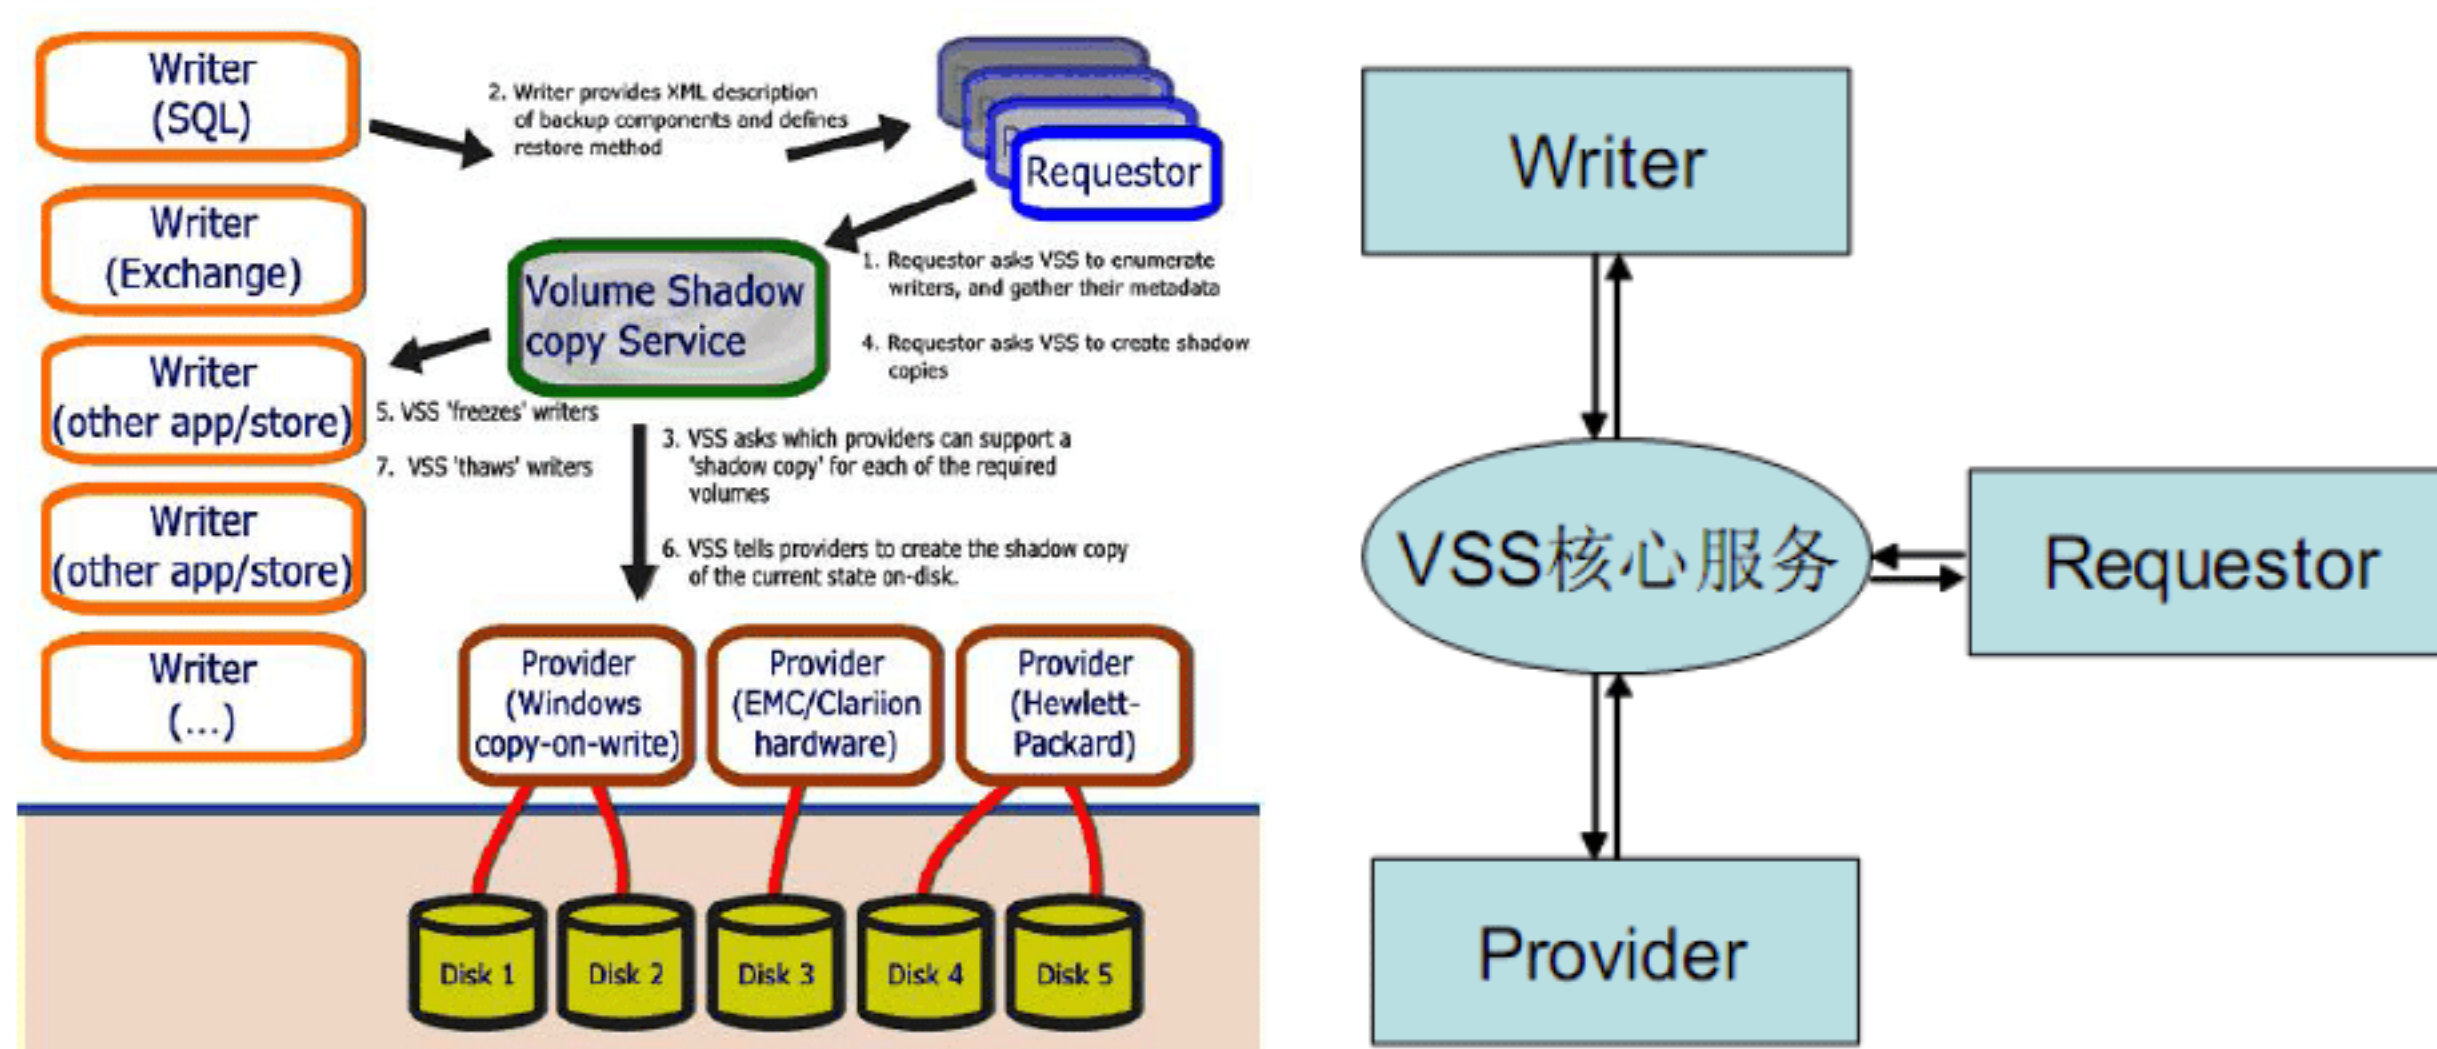 Writer
(SQL)
Writer
(Exchange)
Writer
(other app/store)
Writer
(other app/store)
Writer
(...)
2. Writer provides XML description
of backup components and defines
restore method
Requestor
Volume Shadow
copy Service
1. Requestor asks VSS to enumerate
writers, and gather their metadata
4. Requestor asks VSS to create shadow
copies
5. VSS 'freezes' writers
7. VSS 'thaws' writers
3. VSS asks which providers can support a
'shadow copy' for each of the required
volumes
6. VSS tells providers to create the shadow copy
of the current state on-disk.
Provider
(Windows
copy-on-write)
Provider
(EMC/Clariion
hardware)
Provider
(Hewlett-
Packard)
Disk 1
Disk 2
Disk 3
Disk 4
Disk 5
Writer
VSS核心服务
Requestor
Provider